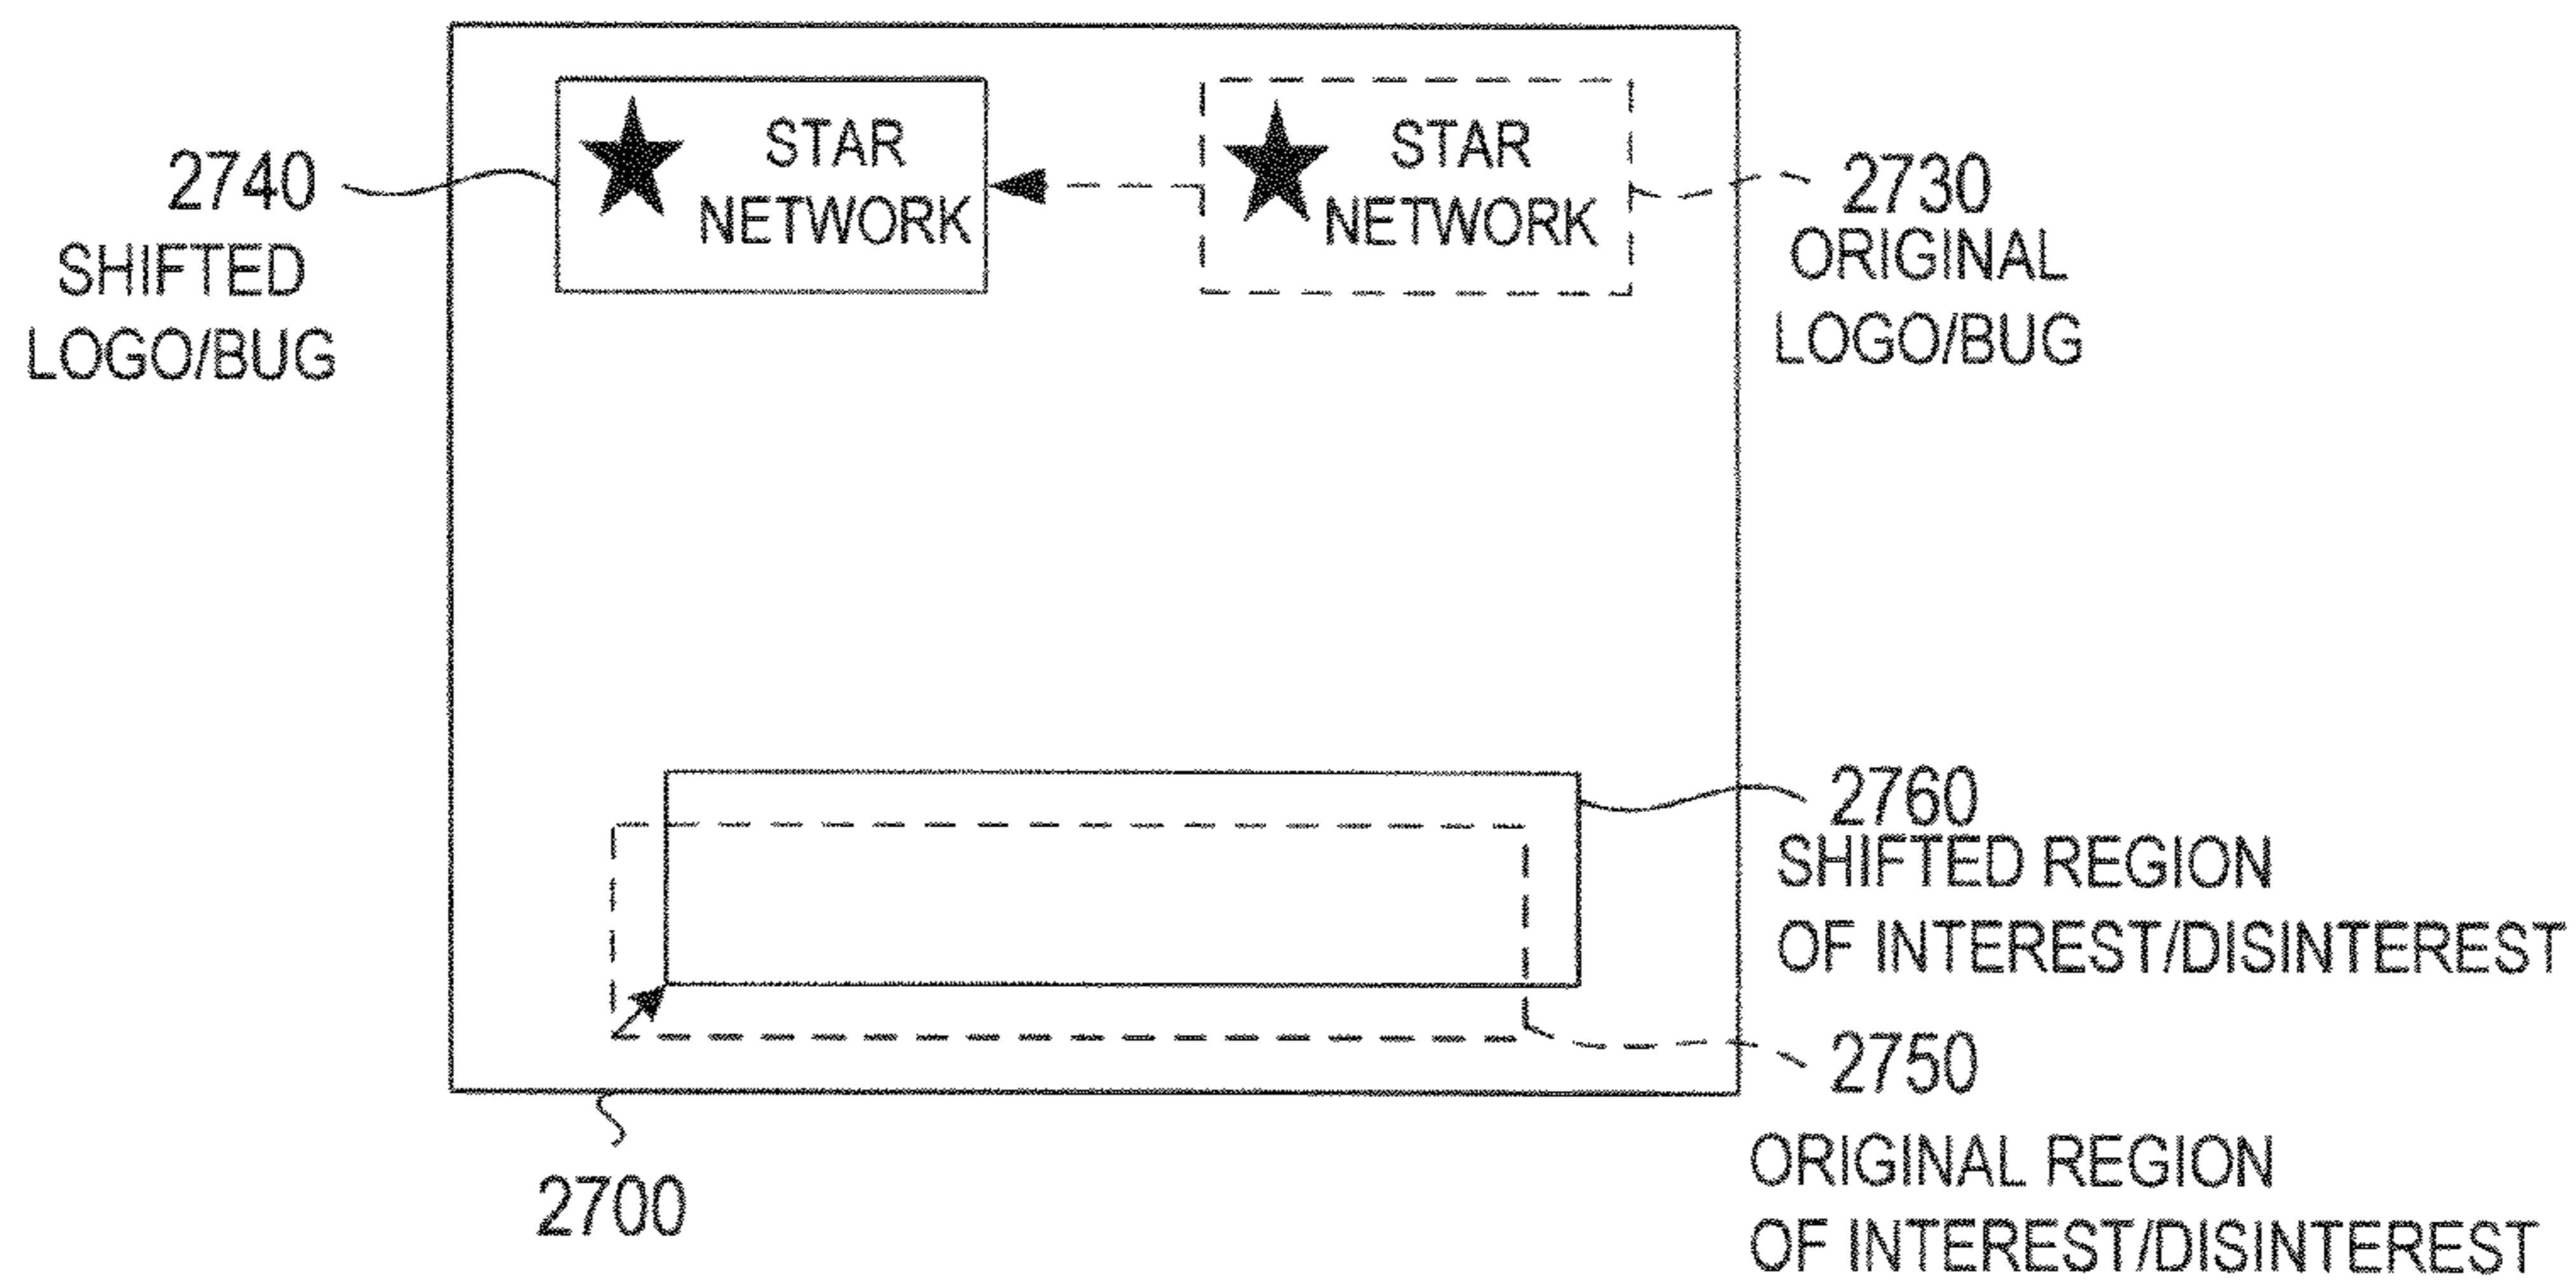 STAR
NETWORK
STAR
NETWORK
2740
SHIFTED
LOGO/BUG
2730
ORIGINAL
LOGO/BUG
2760
SHIFTED REGION
OF INTEREST/DISINTEREST
2750
ORIGINAL REGION
OF INTEREST/DISINTEREST
2700